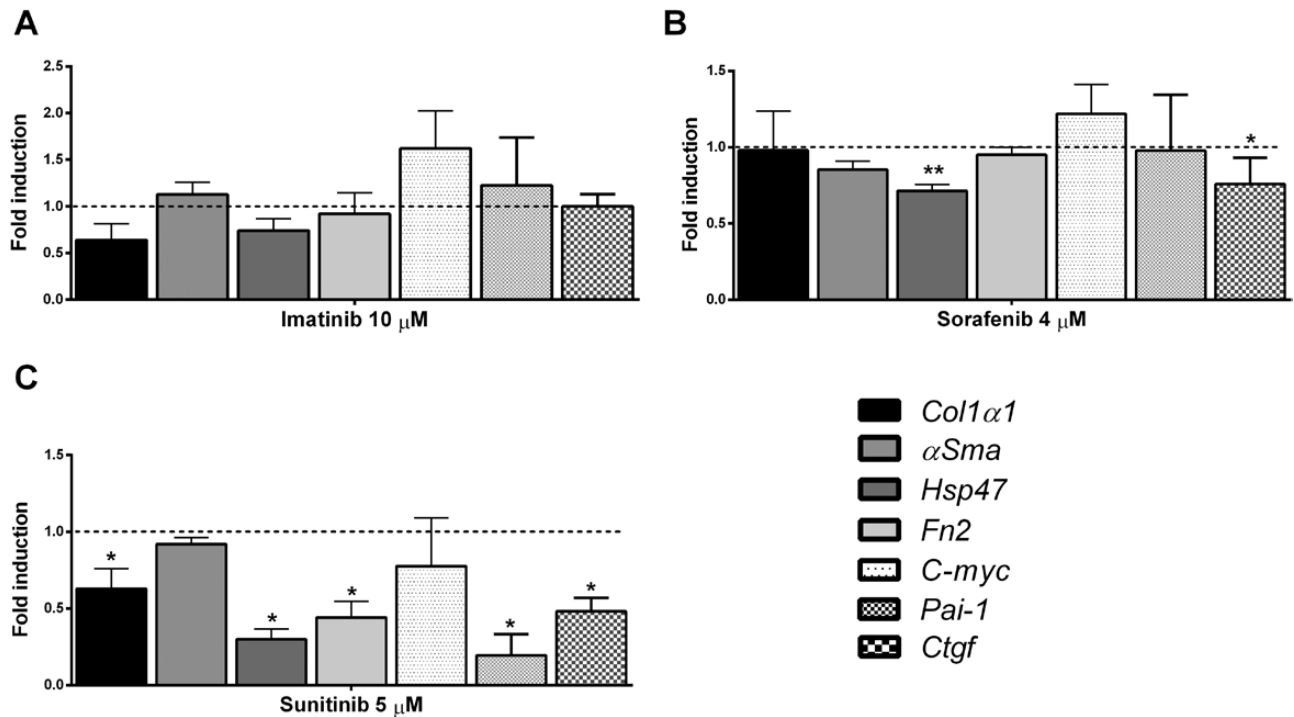 A
Fold induction
2.5
2.0
1.5
1.0
0.5
0.0
Imatinib 10 μM
B
Fold induction
1.5
1.0
0.5
0.0
**
*
Sorafenib 4 μM
C
Fold induction
1.5
1.0
0.5
0.0
*
*
*
*
*
Sunitinib 5 μM
Col1α1
αSma
Hsp47
Fn2
C-myc
Pai-1
Ctgf